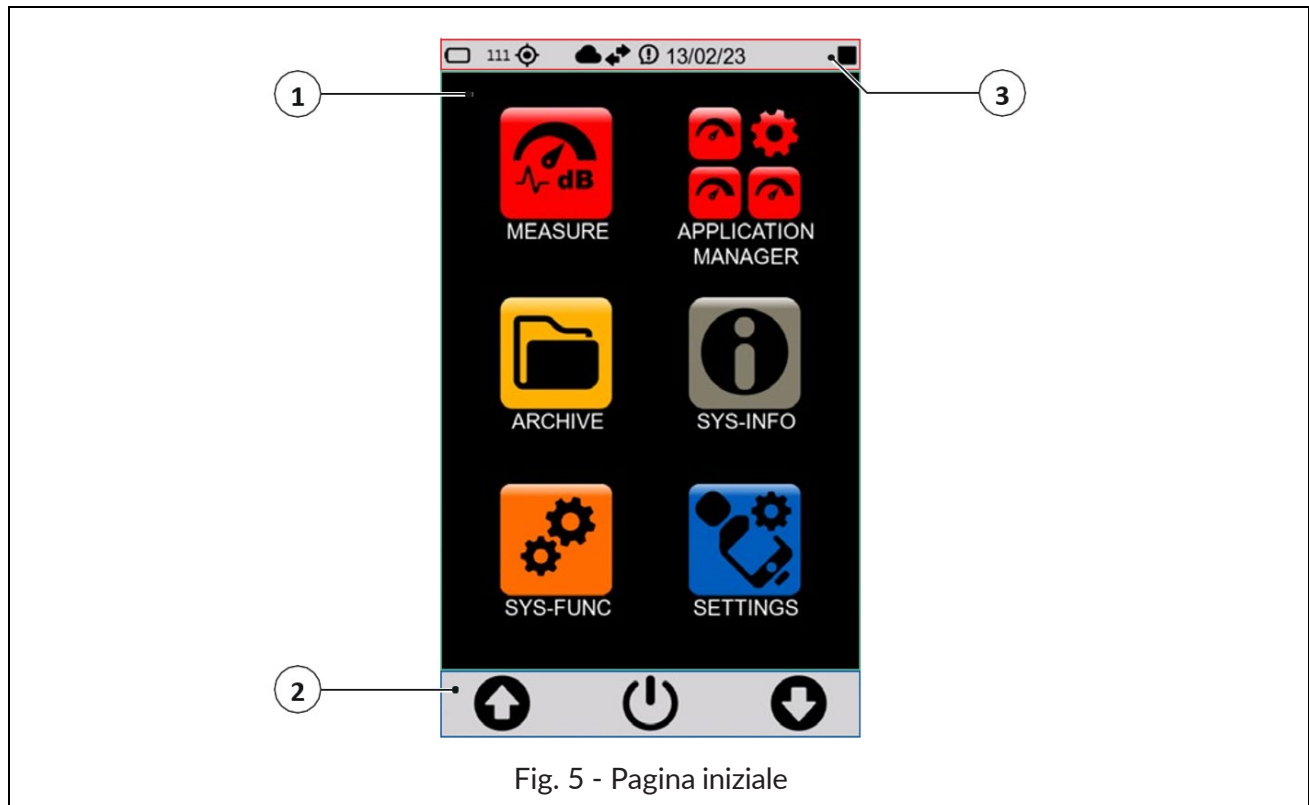 111 13/02/23
1
3
dB
MEASURE
APPLICATION
MANAGER
ARCHIVE
SYS-INFO
SYS-FUNC
SETTINGS
2
Fig. 5 - Pagina iniziale